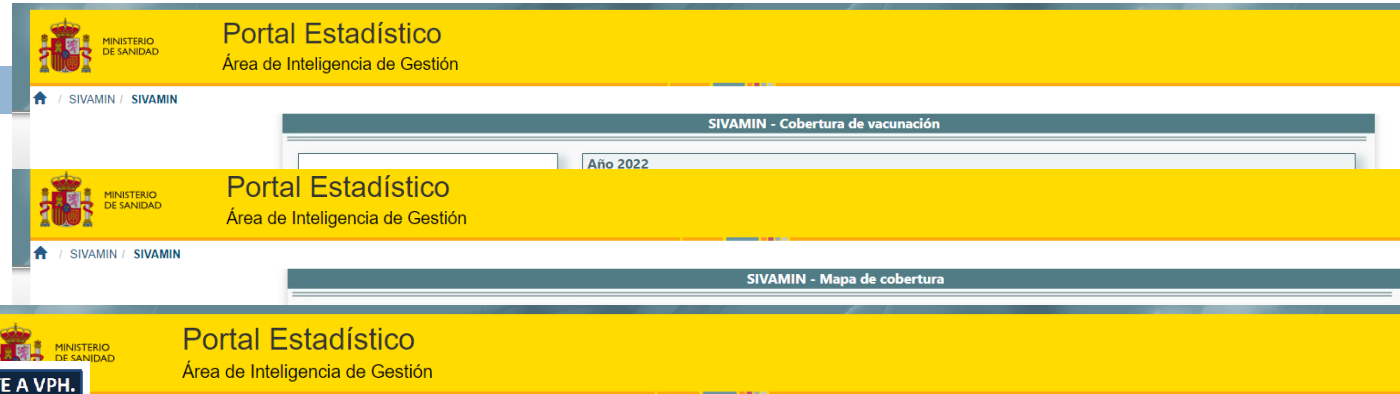 MINISTERIO
DE SANIDAD
Portal Estadístico
Área de Inteligencia de Gestión
/ SIVAMIN / SIVAMIN
SIVAMIN - Cobertura de vacunación
Año 2022
MINISTERIO
DE SANIDAD
Portal Estadístico
Área de Inteligencia de Gestión
/ SIVAMIN / SIVAMIN
SIVAMIN - Mapa de cobertura
MINISTERIO
DE SANIDAD
Portal Estadístico
Área de Inteligencia de Gestión
TE A VPH.